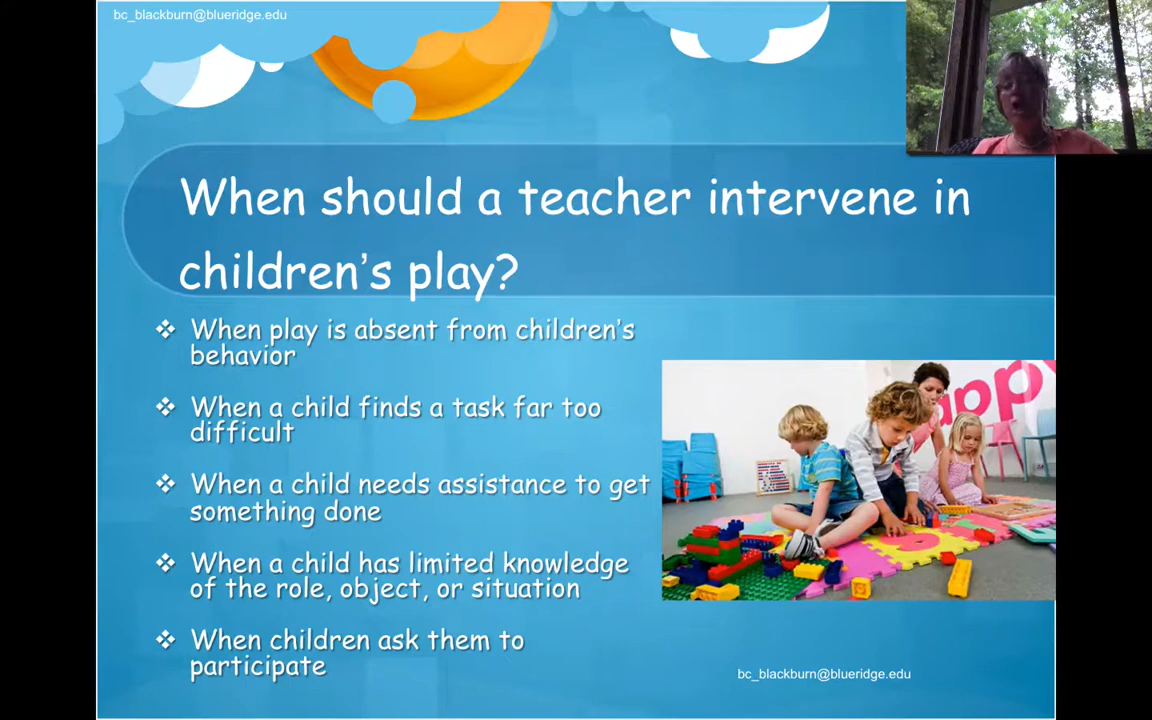 bc_blackburn@blueridge.edu
When should a teacher intervene in
children's play?
❖ When play is absent from children's
behavior
❖ When a child finds a task far too
difficult
❖ When a child needs assistance to get
something done
❖ When a child has limited knowledge
of the role, object, or situation
❖ When children ask them to
participate
appy
bc_blackburn@blueridge.edu